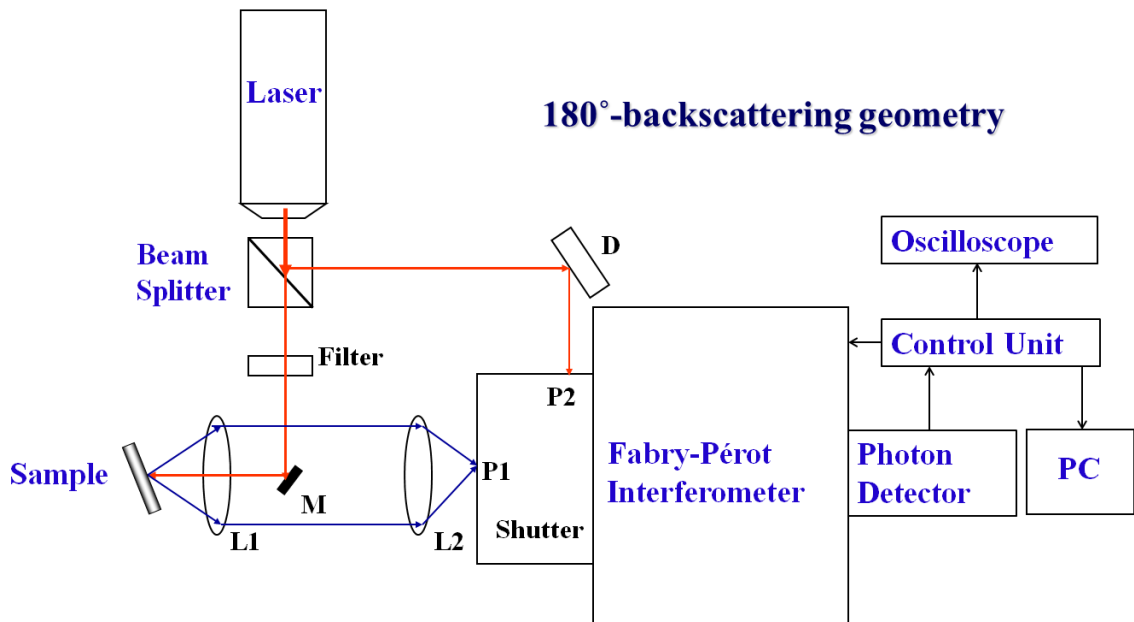 Laser
180˚-backscattering geometry
Beam
Splitter
D
Oscilloscope
Control Unit
Filter
P2
Sample
M
L1
L2
P1
Shutter
Fabry-Pérot
Interferometer
Photon
Detector
PC